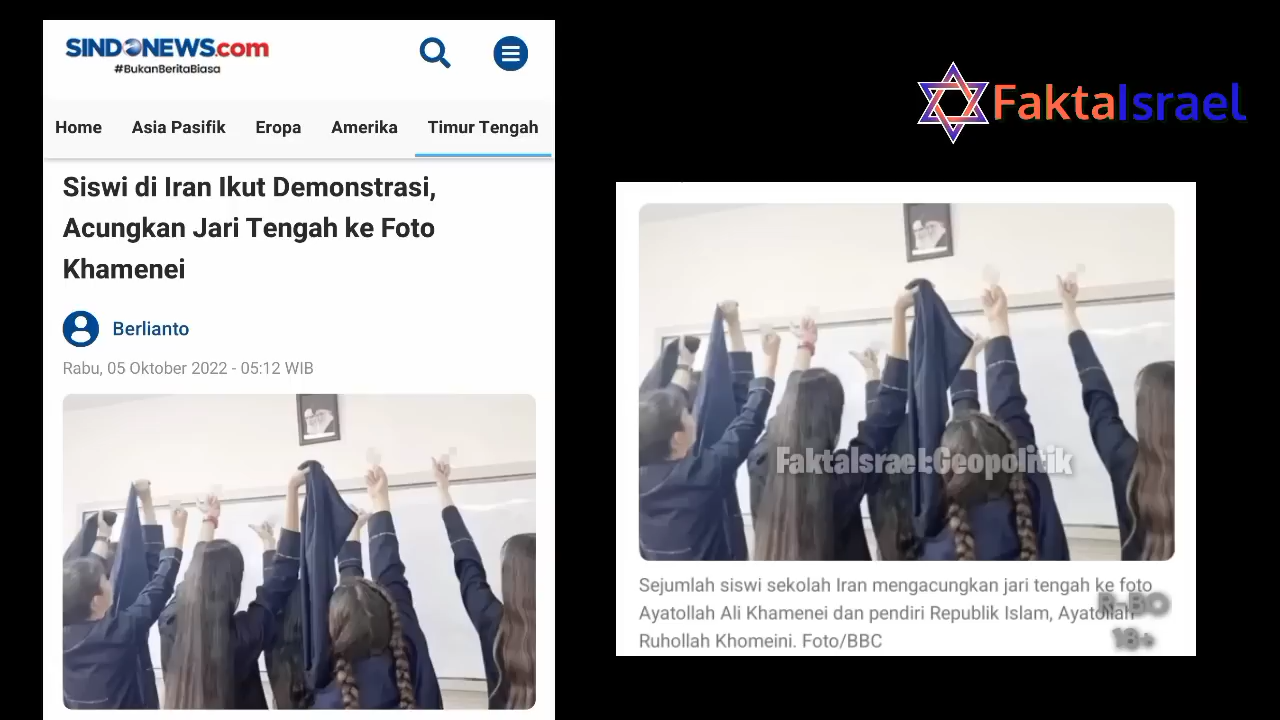 SINDONEWS.com
#BukanBeritaBiasa
Home Asia Pasifik Eropa Amerika Timur Tengah
Siswi di Iran Ikut Demonstrasi,
Acungkan Jari Tengah ke Foto
Khamenei
Berlianto
Rabu, 05 Oktober 2022 - 05:12 WIB
FaktaIsrael
FaktaIsrael:Geopolitik
Sejumlah siswi sekolah Iran mengacungkan jari tengah ke foto
Ayatollah Ali Khamenei dan pendiri Republik Islam, Ayatollah
Ruhollah Khomeini. Foto/BBC
R-BO
18+